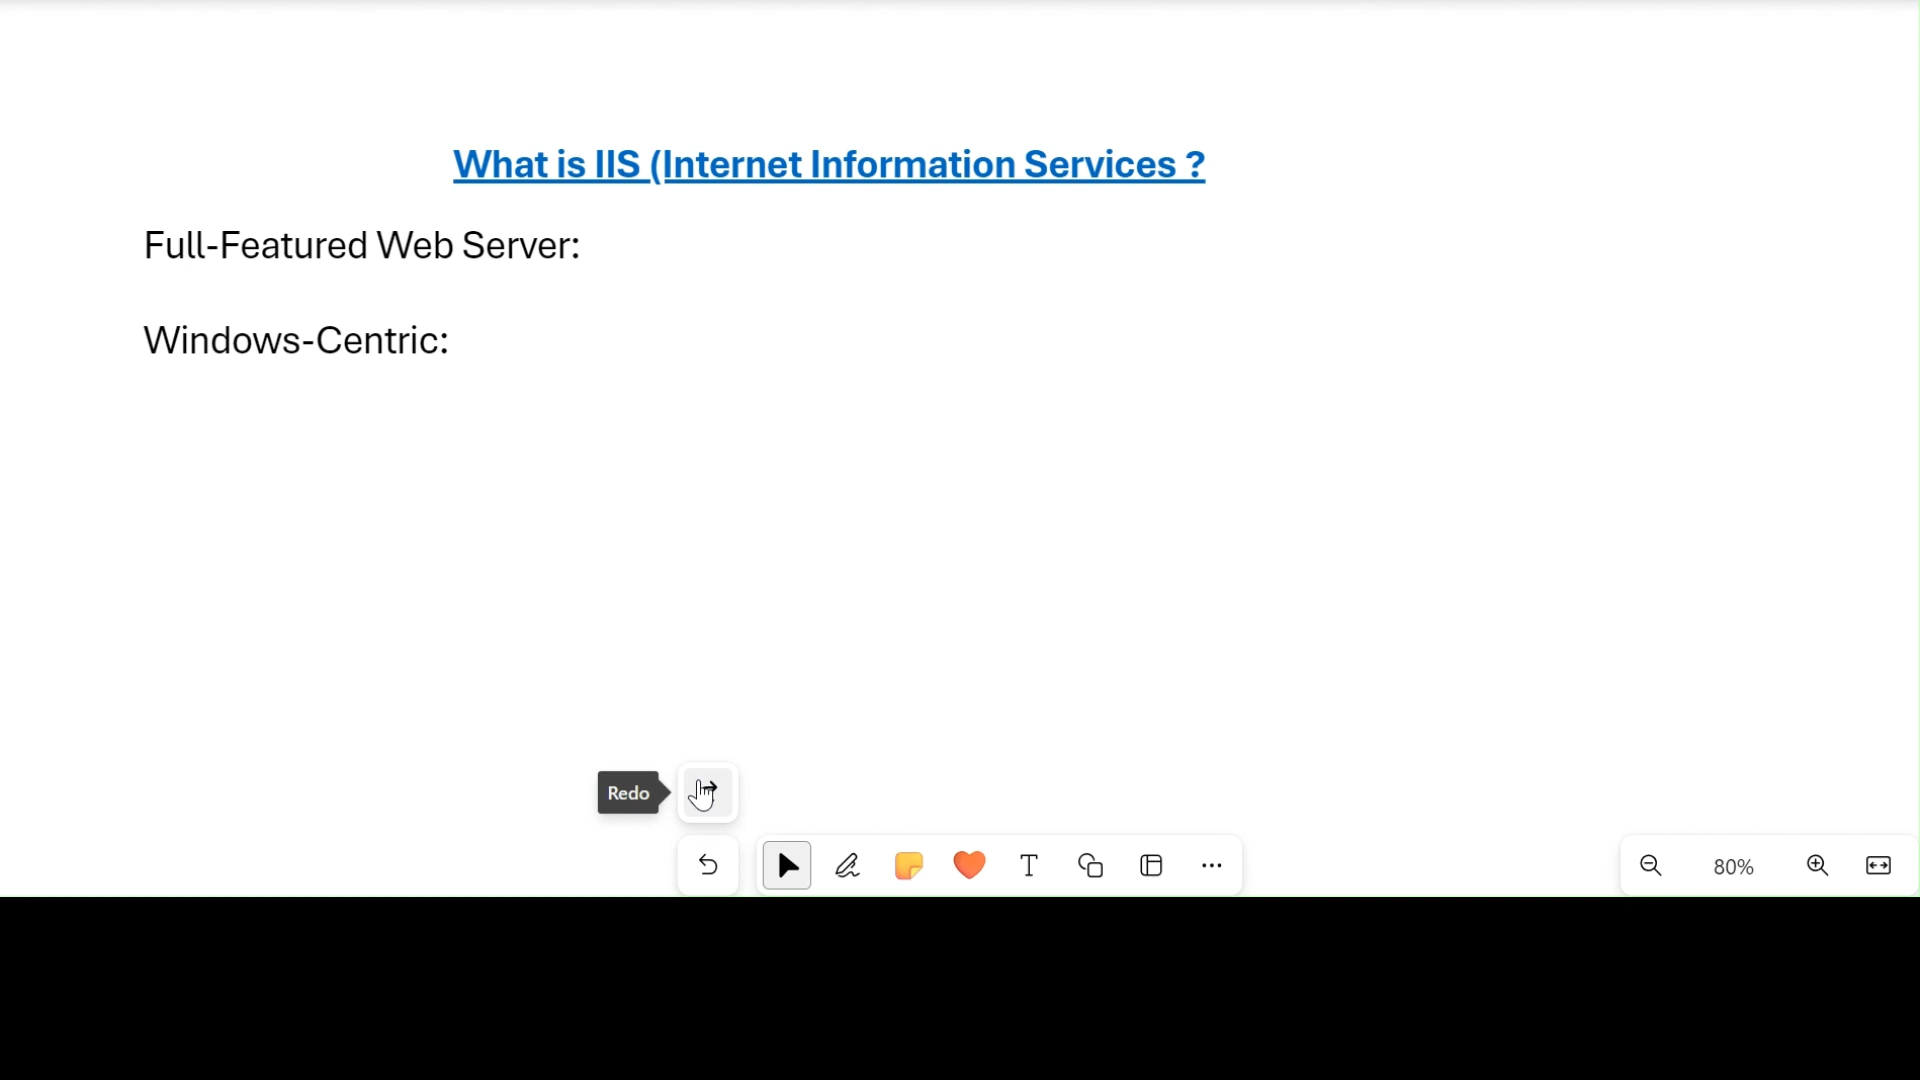 What is IIS (Internet Information Services ?
Full-Featured Web Server:
Windows-Centric:
Redo
80%